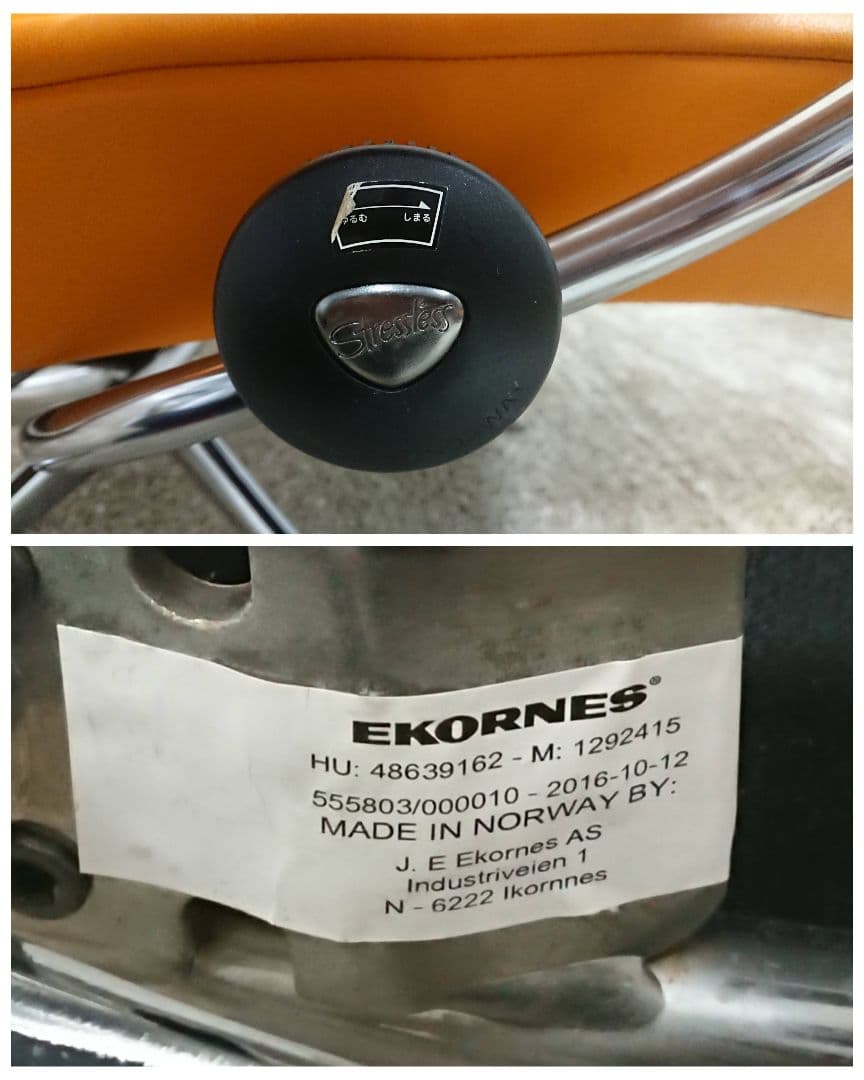 ゆるむ しまる
Stressless
EKORNES®
HU: 48639162 - M: 1292415
555803/000010 - 2016-10-12
MADE IN NORWAY BY:
J. E Ekornes AS
Industriveien 1
N - 6222 Ikornnes